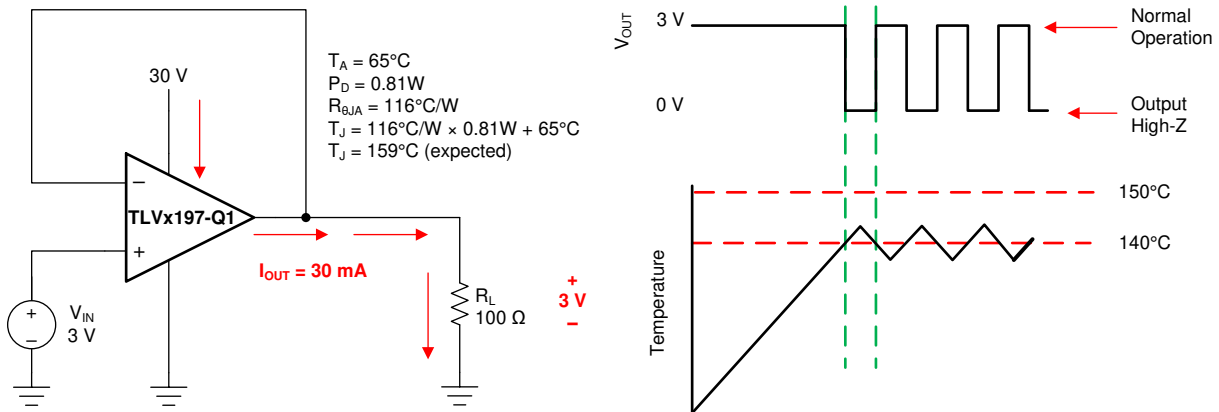 T_A = 65°C
P_D = 0.81W
R_θJA = 116°C/W
T_J = 116°C/W × 0.81W + 65°C
T_J = 159°C (expected)
30 V
−
TLVx197-Q1
+
I_OUT = 30 mA
+
−
V_IN
3 V
R_L
100 Ω
+
3 V
−
V_OUT
3 V
0 V
Normal
Operation
Output
High-Z
Temperature
150°C
140°C